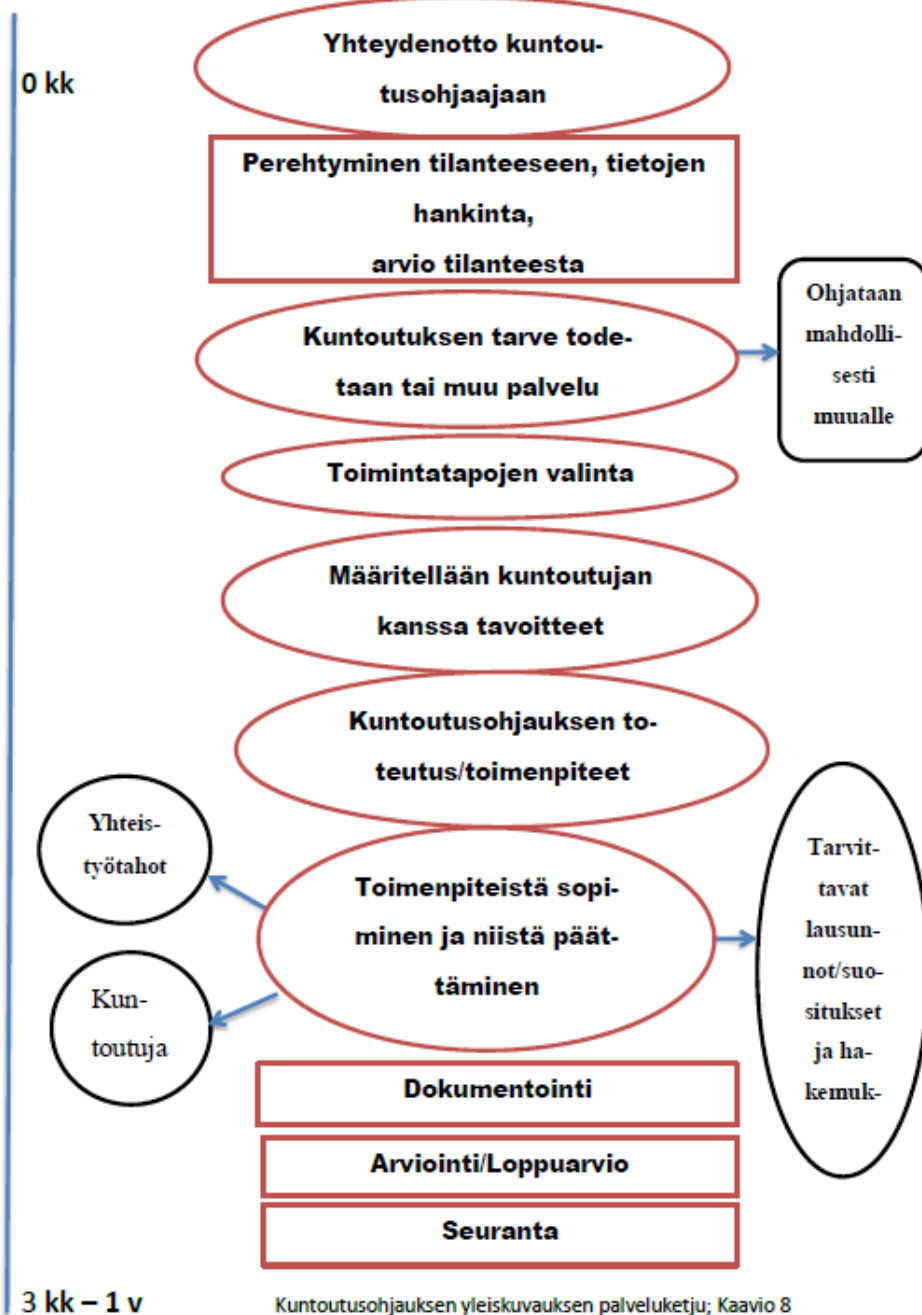 0 kk
Yhteydenotto kuntou-
tusohjaajaan
Perehtyminen tilanteeseen, tietojen
hankinta,
arvio tilanteesta
Kuntoutuksen tarve tode-
taan tai muu palvelu
Ohjataan
mahdolli-
sesti
muualle
Toimintatapojen valinta
Määritellään kuntoutujan
kanssa tavoitteet
Kuntoutusohjauksen to-
teutus/toimenpiteet
Yhteis-
työtahot
Toimenpiteistä sopi-
minen ja niistä päät-
täminen
Kun-
toutuja
Tarvit-
tavat
lausun-
not/suo-
situkset
ja ha-
kemuk-
Dokumentointi
Arviointi/Loppuarvio
Seuranta
3 kk – 1 v
Kuntoutusohjauksen yleiskuvauksen palveluketju; Kaavio 8